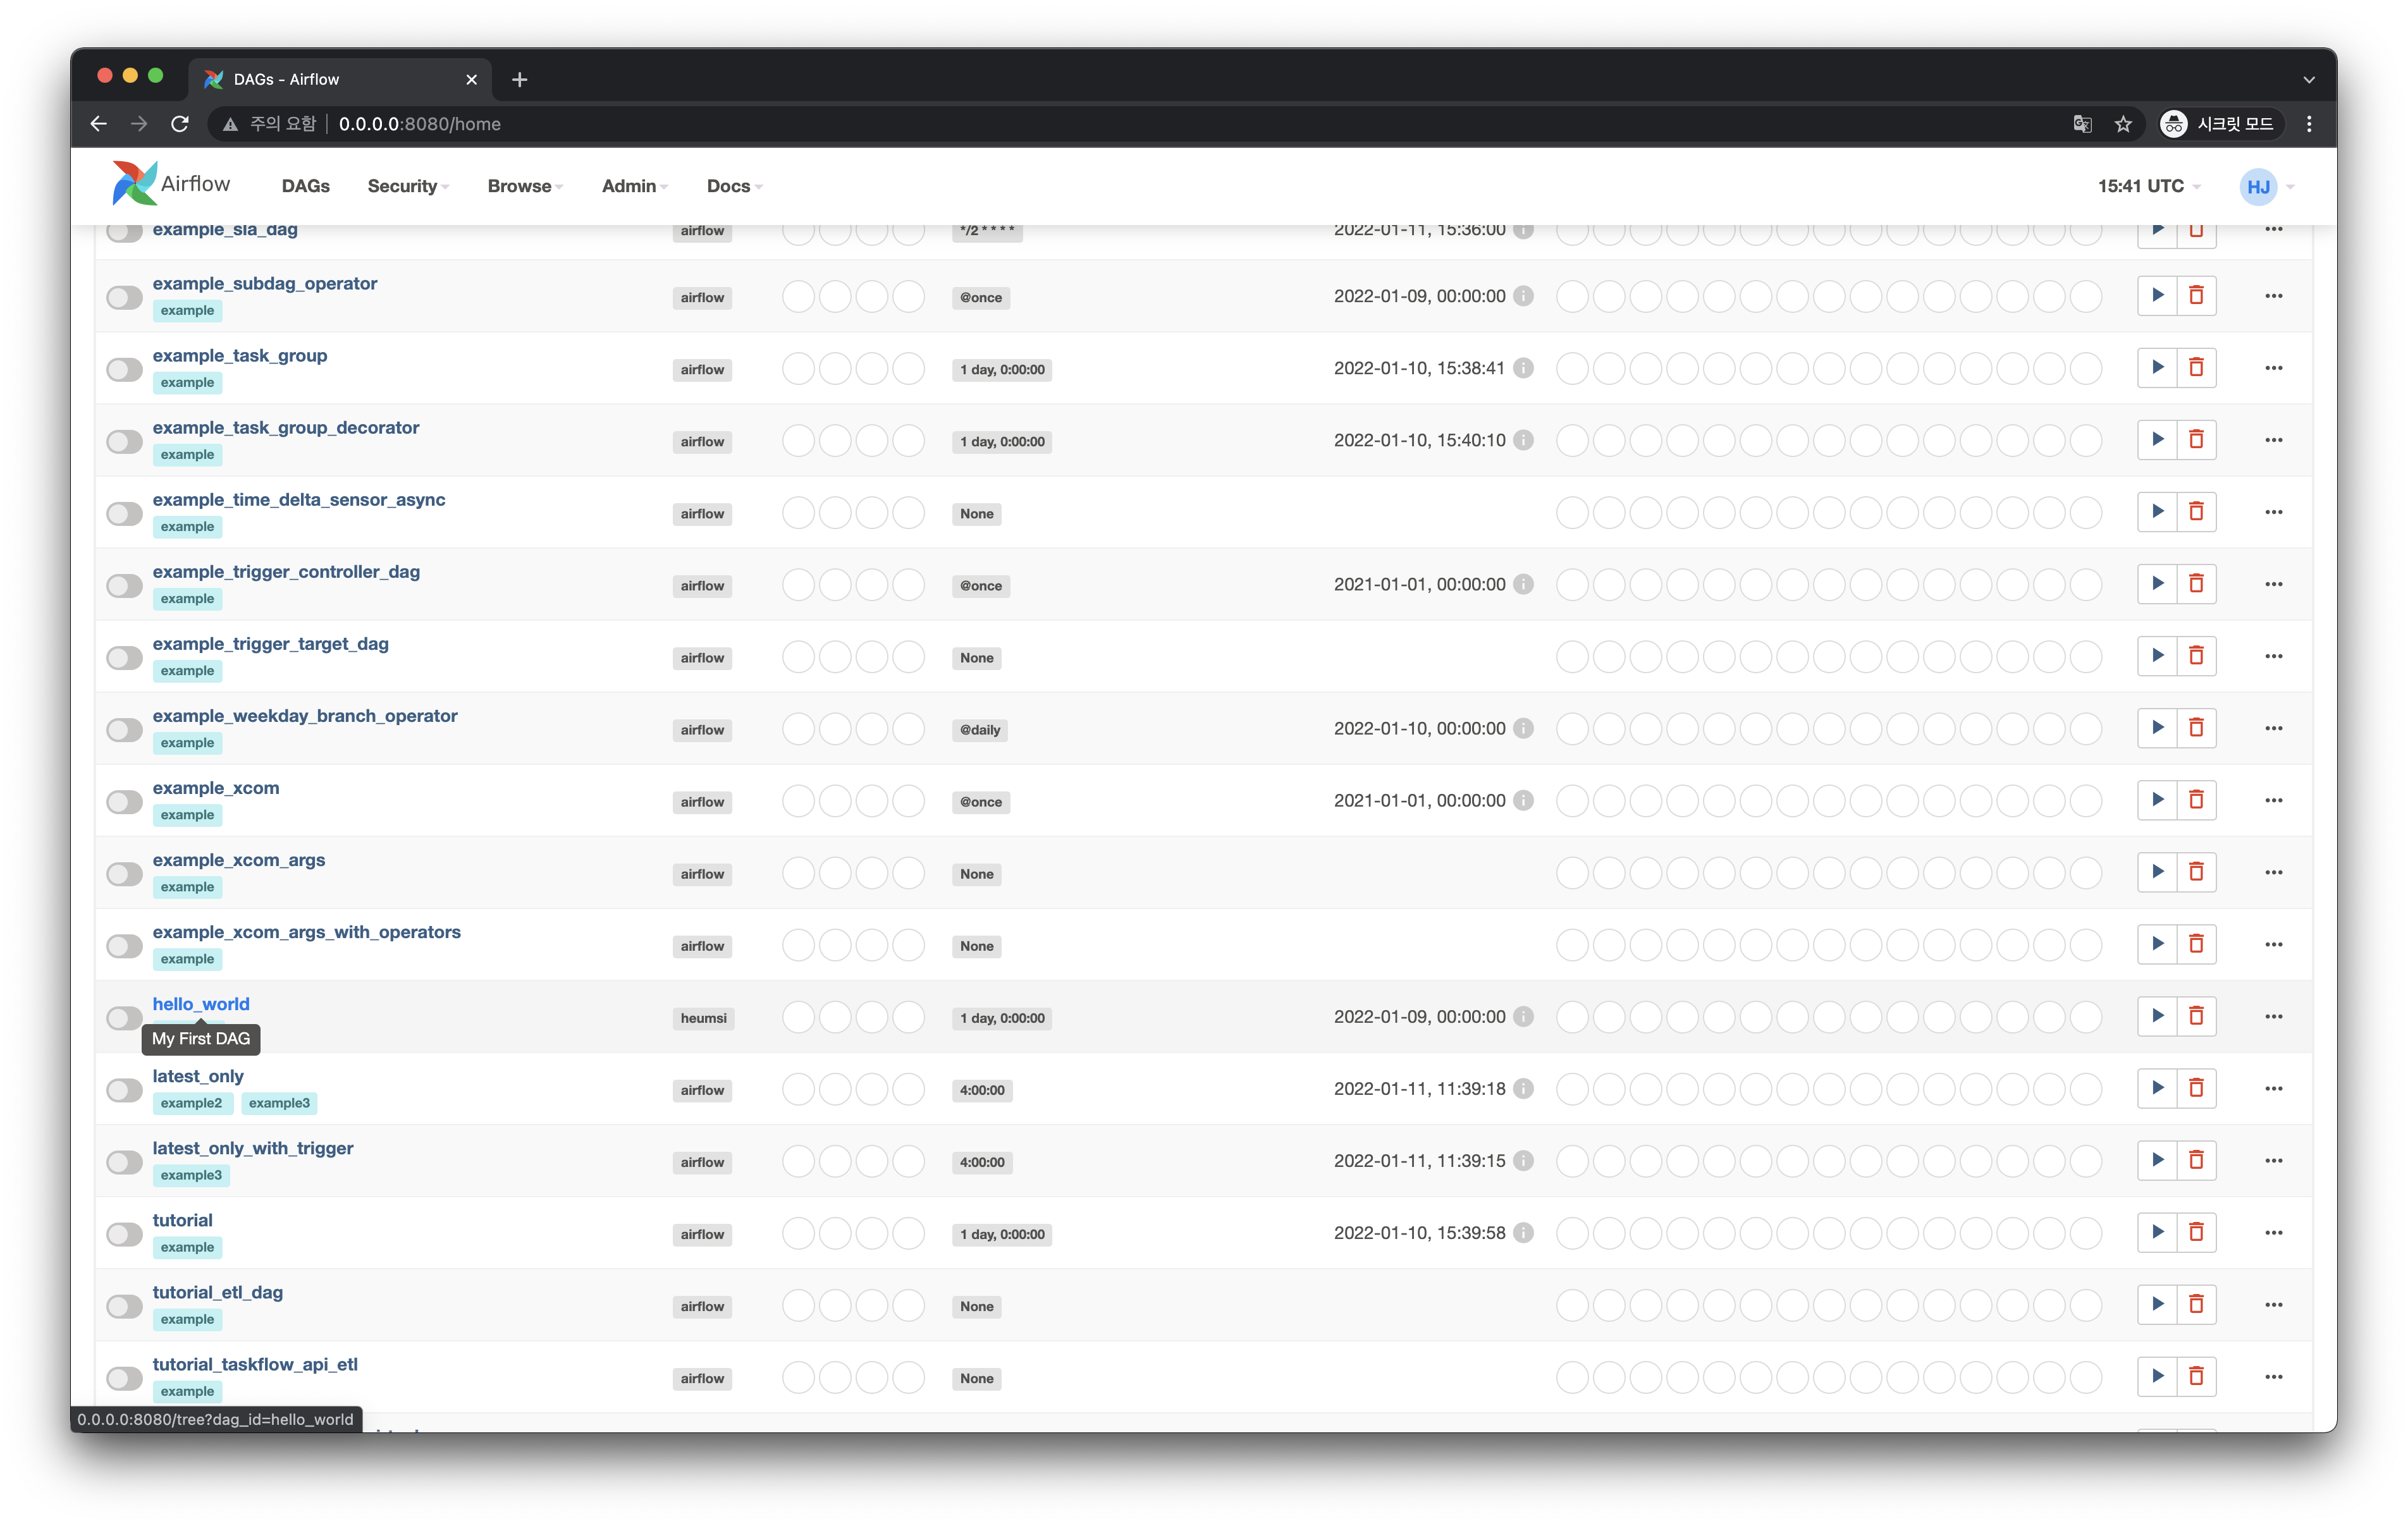 DAGs - Airflow
주의 요함 0.0.0.0:8080/home 시크릿 모드
Airflow DAGs Security Browse Admin Docs 15:41 UTC HJ
example_sla_dag airflow */2 * * * * 2022-01-11, 15:36:00
example_subdag_operator
example airflow @once 2022-01-09, 00:00:00
example_task_group
example airflow 1 day, 0:00:00 2022-01-10, 15:38:41
example_task_group_decorator
example airflow 1 day, 0:00:00 2022-01-10, 15:40:10
example_time_delta_sensor_async
example airflow None
example_trigger_controller_dag
example airflow @once 2021-01-01, 00:00:00
example_trigger_target_dag
example airflow None
example_weekday_branch_operator
example airflow @daily 2022-01-10, 00:00:00
example_xcom
example airflow @once 2021-01-01, 00:00:00
example_xcom_args
example airflow None
example_xcom_args_with_operators
example airflow None
hello_world
heumsi 1 day, 0:00:00 2022-01-09, 00:00:00
My First DAG
latest_only
example2 example3 airflow 4:00:00 2022-01-11, 11:39:18
latest_only_with_trigger
example3 airflow 4:00:00 2022-01-11, 11:39:15
tutorial
example airflow 1 day, 0:00:00 2022-01-10, 15:39:58
tutorial_etl_dag
example airflow None
tutorial_taskflow_api_etl
example airflow None
0.0.0.0:8080/tree?dag_id=hello_world